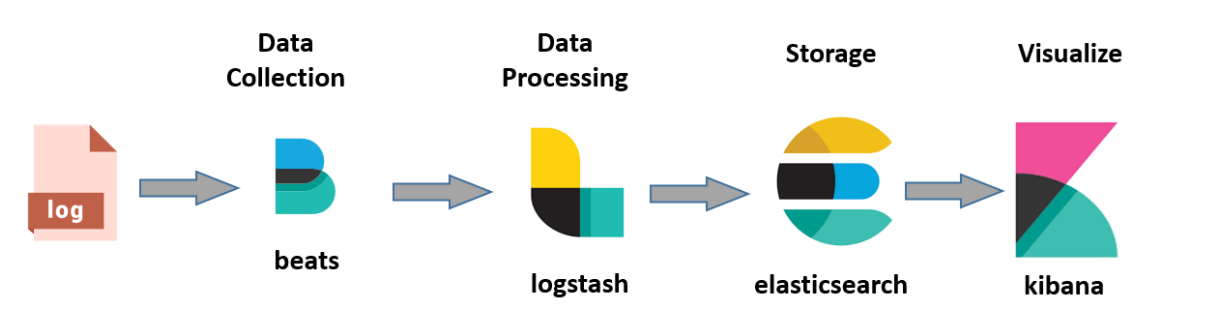 Data
Collection
Data
Processing
Storage
Visualize
log
beats
logstash
elasticsearch
kibana